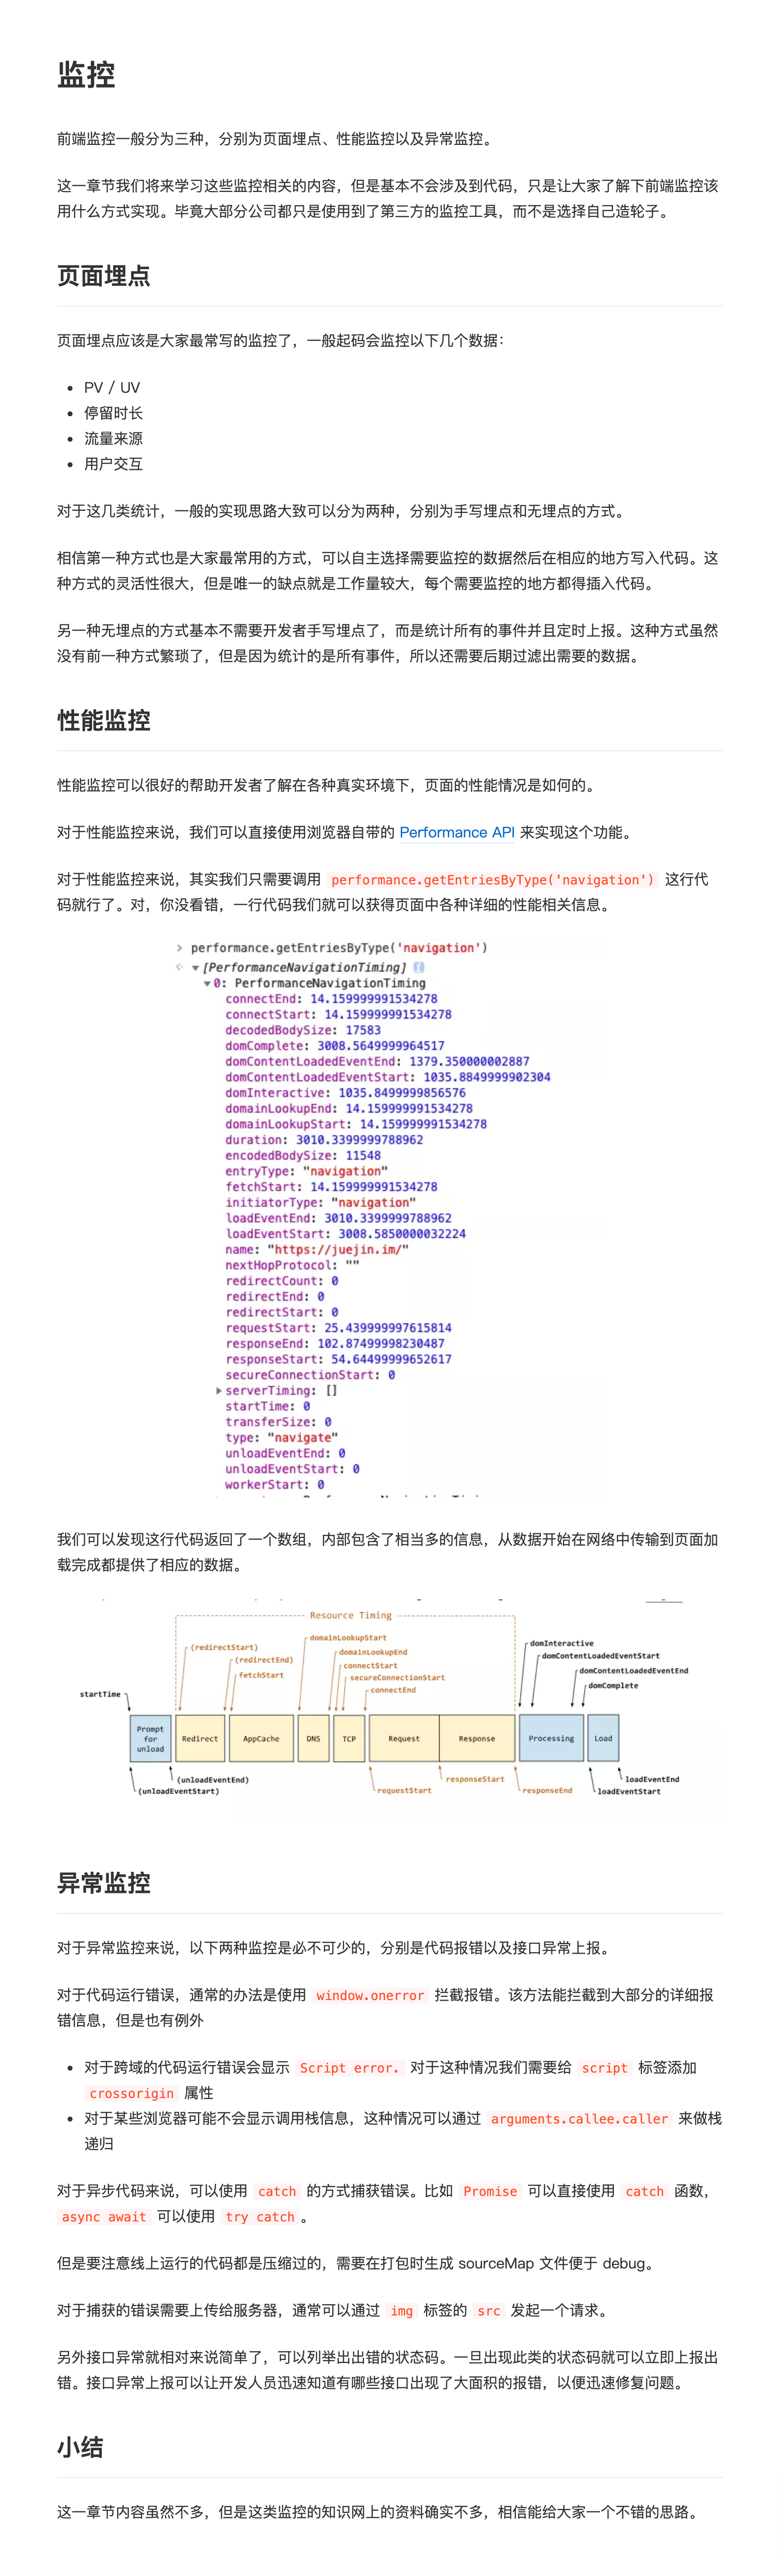 监控
前端监控一般分为三种，分别为页面埋点、性能监控以及异常监控。
这一章节我们将来学习这些监控相关的内容，但是基本不会涉及到代码，只是让大家了解下前端监控该
用什么方式实现。毕竟大部分公司都只是使用到了第三方的监控工具，而不是选择自己造轮子。
页面埋点
页面埋点应该是大家最常写的监控了，一般起码会监控以下几个数据：
• PV / UV
• 停留时长
• 流量来源
• 用户交互
对于这几类统计，一般的实现思路大致可以分为两种，分别为手写埋点和无埋点的方式。
相信第一种方式也是大家最常用的方式，可以自主选择需要监控的数据然后在相应的地方写入代码。这
种方式的灵活性很大，但是唯一的缺点就是工作量较大，每个需要监控的地方都得插入代码。
另一种无埋点的方式基本不需要开发者手写埋点了，而是统计所有的事件并且定时上报。这种方式虽然
没有前一种方式繁琐了，但是因为统计的是所有事件，所以还需要后期过滤出需要的数据。
性能监控
性能监控可以很好的帮助开发者了解在各种真实环境下，页面的性能情况是如何的。
对于性能监控来说，我们可以直接使用浏览器自带的 Performance API 来实现这个功能。
对于性能监控来说，其实我们只需要调用 performance.getEntriesByType('navigation') 这行代
码就行了。对，你没看错，一行代码我们就可以获得页面中各种详细的性能相关信息。
> performance.getEntriesByType('navigation')
[PerformanceNavigationTiming]
0: PerformanceNavigationTiming
connectEnd: 14.159999991534278
connectStart: 14.159999991534278
decodedBodySize: 17583
domComplete: 3008.5649999964517
domContentLoadedEventEnd: 1379.350000002887
domContentLoadedEventStart: 1035.8849999902304
domInteractive: 1035.8499999856576
domainLookupEnd: 14.159999991534278
domainLookupStart: 14.159999991534278
duration: 3010.3399999788962
encodedBodySize: 11548
entryType: "navigation"
fetchStart: 14.159999991534278
initiatorType: "navigation"
loadEventEnd: 3010.3399999788962
loadEventStart: 3008.5850000032224
name: "https://juejin.im/"
nextHopProtocol: ""
redirectCount: 0
redirectEnd: 0
redirectStart: 0
requestStart: 25.439999997615814
responseEnd: 102.87499998230487
responseStart: 54.64499999652617
secureConnectionStart: 0
serverTiming: []
startTime: 0
transferSize: 0
type: "navigate"
unloadEventEnd: 0
unloadEventStart: 0
workerStart: 0
我们可以发现这行代码返回了一个数组，内部包含了相当多的信息，从数据开始在网络中传输到页面加
载完成都提供了相应的数据。
Resource Timing
startTime
(redirectStart)
(redirectEnd)
fetchStart
domainLookupStart
domainLookupEnd
connectStart
secureConnectionStart
connectEnd
domInteractive
domContentLoadedEventStart
domContentLoadedEventEnd
domComplete
Prompt
for
unload
Redirect
AppCache
DNS
TCP
Request
Response
Processing
Load
(unloadEventEnd)
(unloadEventStart)
requestStart
responseStart
responseEnd
loadEventEnd
loadEventStart
异常监控
对于异常监控来说，以下两种监控是必不可少的，分别是代码报错以及接口异常上报。
对于代码运行错误，通常的办法是使用 window.onerror 拦截报错。该方法能拦截到大部分的详细报
错信息，但是也有例外
• 对于跨域的代码运行错误会显示 Script error. 对于这种情况我们需要给 script 标签添加
crossorigin 属性
• 对于某些浏览器可能不会显示调用栈信息，这种情况可以通过 arguments.callee.caller 来做栈
递归
对于异步代码来说，可以使用 catch 的方式捕获错误。比如 Promise 可以直接使用 catch 函数，
async await 可以使用 try catch 。
但是要注意线上运行的代码都是压缩过的，需要在打包时生成 sourceMap 文件便于 debug。
对于捕获的错误需要上传给服务器，通常可以通过 img 标签的 src 发起一个请求。
另外接口异常就相对来说简单了，可以列举出出错的状态码。一旦出现此类的状态码就可以立即上报出
错。接口异常上报可以让开发人员迅速知道有哪些接口出现了大面积的报错，以便迅速修复问题。
小结
这一章节内容虽然不多，但是这类监控的知识网上的资料确实不多，相信能给大家一个不错的思路。